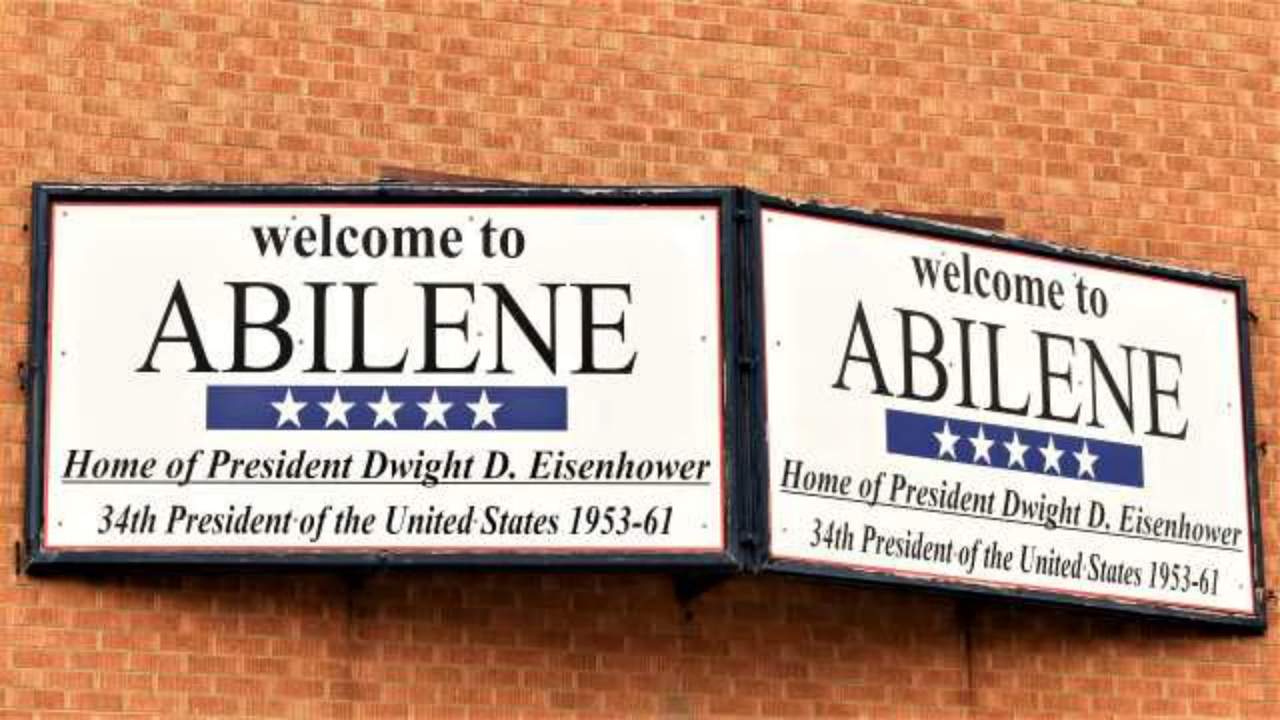 welcome to
ABILENE
Home of President Dwight D. Eisenhower
34th President of the United States 1953-61
welcome to
ABILENE
Home of President Dwight D. Eisenhower
34th President of the United States 1953-61